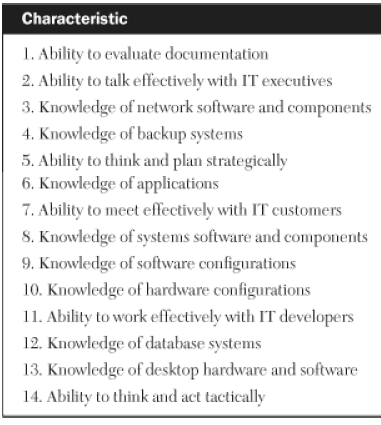 Characteristic
1. Ability to evaluate documentation
2. Ability to talk effectively with IT executives
3. Knowledge of network software and components
4. Knowledge of backup systems
5. Ability to think and plan strategically
6. Knowledge of applications
7. Ability to meet effectively with IT customers
8. Knowledge of systems software and components
9. Knowledge of software configurations
10. Knowledge of hardware configurations
11. Ability to work effectively with IT developers
12. Knowledge of database systems
13. Knowledge of desktop hardware and software
14. Ability to think and act tactically